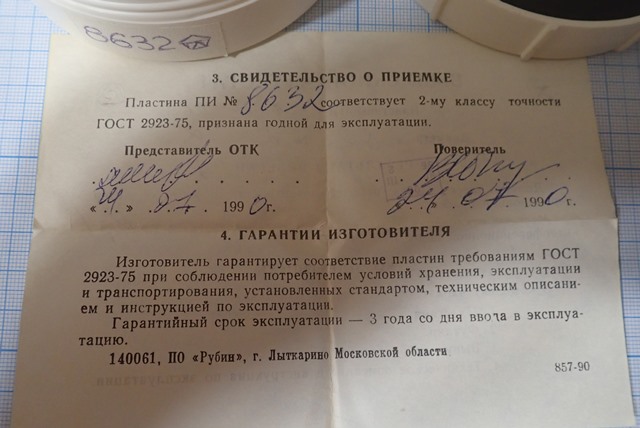 8632
3. СВИДЕТЕЛЬСТВО О ПРИЕМКЕ
Пластина ПИ № 8632 соответствует 2-му классу точности
ГОСТ 2923-75, признана годной для эксплуатации.
Представитель ОТК Поверитель
«24» 07. 1990г. 24.07.1990г.
4. ГАРАНТИИ ИЗГОТОВИТЕЛЯ
Изготовитель гарантирует соответствие пластин требованиям ГОСТ
2923-75 при соблюдении потребителем условий хранения, эксплуатации
и транспортирования, установленных стандартом, техническим описани-
ем и инструкцией по эксплуатации.
Гарантийный срок эксплуатации — 3 года со дня ввода в эксплуа-
тацию.
140061, ПО «Рубин», г. Лыткарино Московской области
857-90